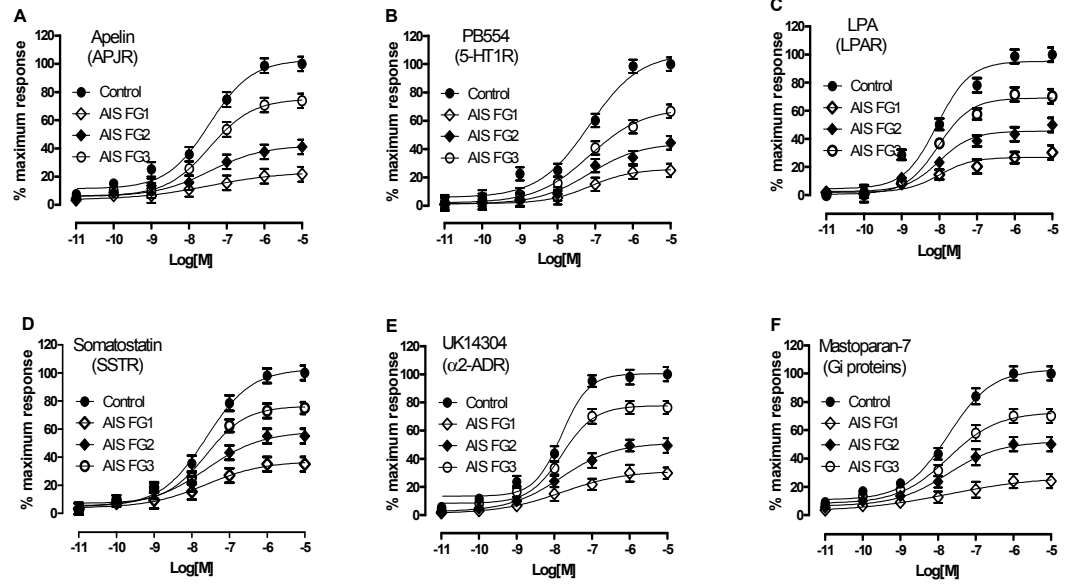 A
Apelin
(APJR)
Control
AIS FG1
AIS FG2
AIS FG3
% maximum response
120
100
80
60
40
20
0
-11 -10 -9 -8 -7 -6 -5
Log[M]
B
PB554
(5-HT1R)
Control
AIS FG1
AIS FG2
AIS FG3
% maximum response
120
100
80
60
40
20
0
-11 -10 -9 -8 -7 -6 -5
Log[M]
C
LPA
(LPAR)
Control
AIS FG1
AIS FG2
AIS FG3
% maximum response
120
100
80
60
40
20
0
-11 -10 -9 -8 -7 -6 -5
Log[M]
D
Somatostatin
(SSTR)
Control
AIS FG1
AIS FG2
AIS FG3
% maximum response
120
100
80
60
40
20
0
-11 -10 -9 -8 -7 -6 -5
Log[M]
E
UK14304
(α2-ADR)
Control
AIS FG1
AIS FG2
AIS FG3
% maximum response
120
100
80
60
40
20
0
-11 -10 -9 -8 -7 -6 -5
Log[M]
F
Mastoparan-7
(Gi proteins)
Control
AIS FG1
AIS FG2
AIS FG3
% maximum response
120
100
80
60
40
20
0
-11 -10 -9 -8 -7 -6 -5
Log[M]